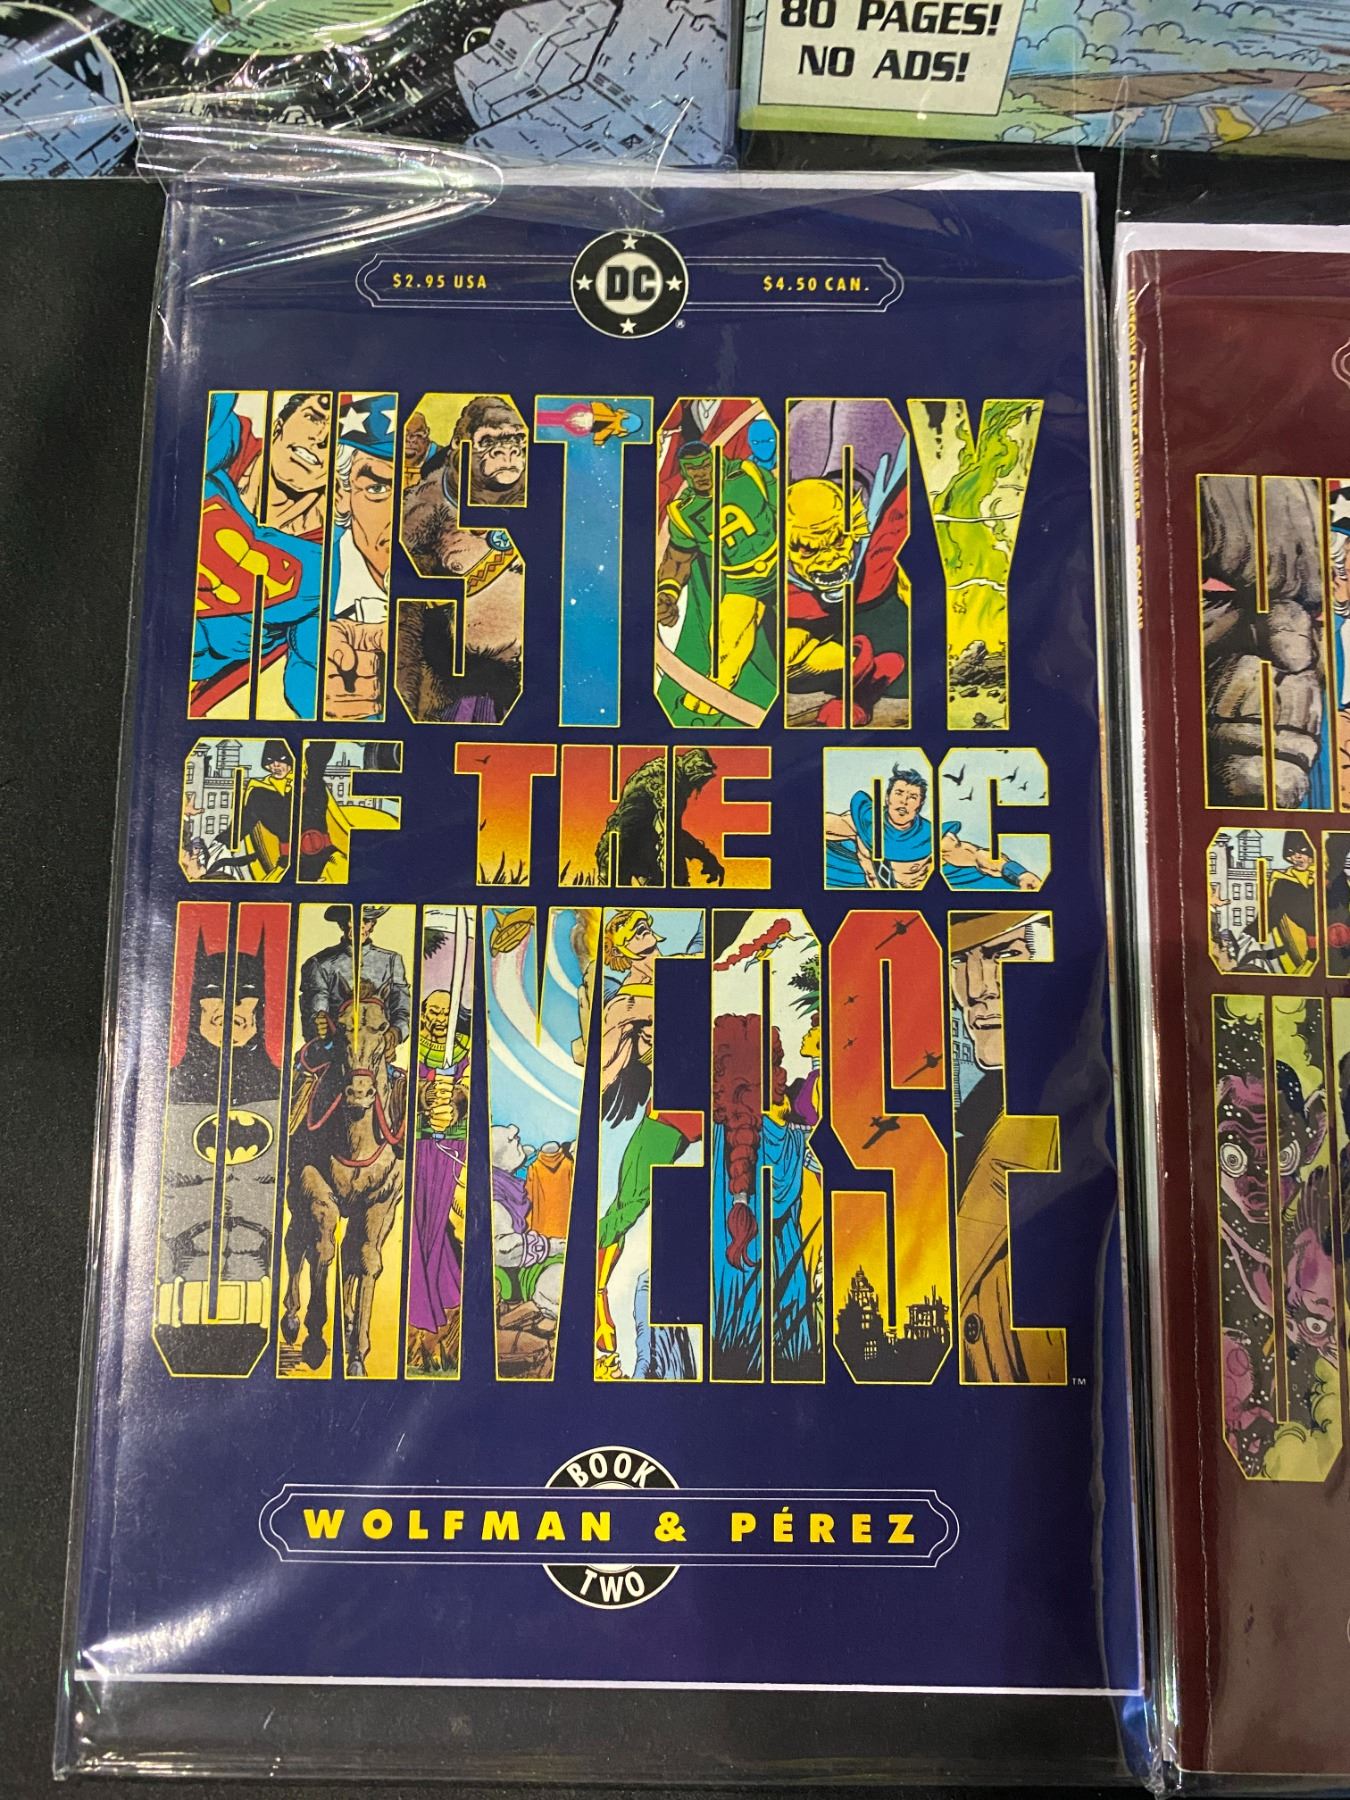 80 PAGES!
NO ADS!
$2.95 USA
DC
$4.50 CAN.
®
HISTORY
OF THE DC
UNIVERSE
™
BOOK
WOLFMAN & PÉREZ
TWO